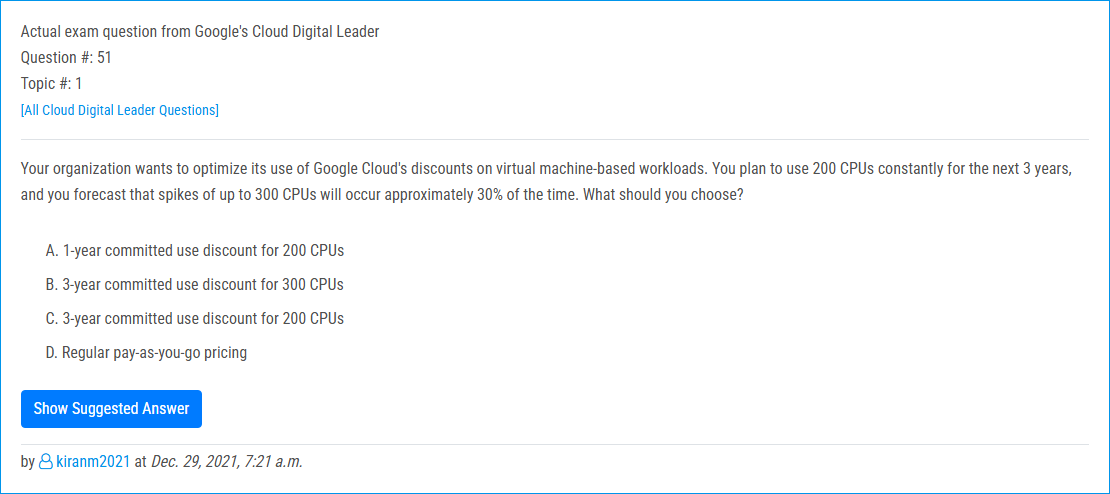 Actual exam question from Google's Cloud Digital Leader
Question #: 51
Topic #: 1
[All Cloud Digital Leader Questions]
Your organization wants to optimize its use of Google Cloud's discounts on virtual machine-based workloads. You plan to use 200 CPUs constantly for the next 3 years,
and you forecast that spikes of up to 300 CPUs will occur approximately 30% of the time. What should you choose?
A. 1-year committed use discount for 200 CPUs
B. 3-year committed use discount for 300 CPUs
C. 3-year committed use discount for 200 CPUs
D. Regular pay-as-you-go pricing
Show Suggested Answer
by kiranm2021 at Dec. 29, 2021, 7:21 a.m.